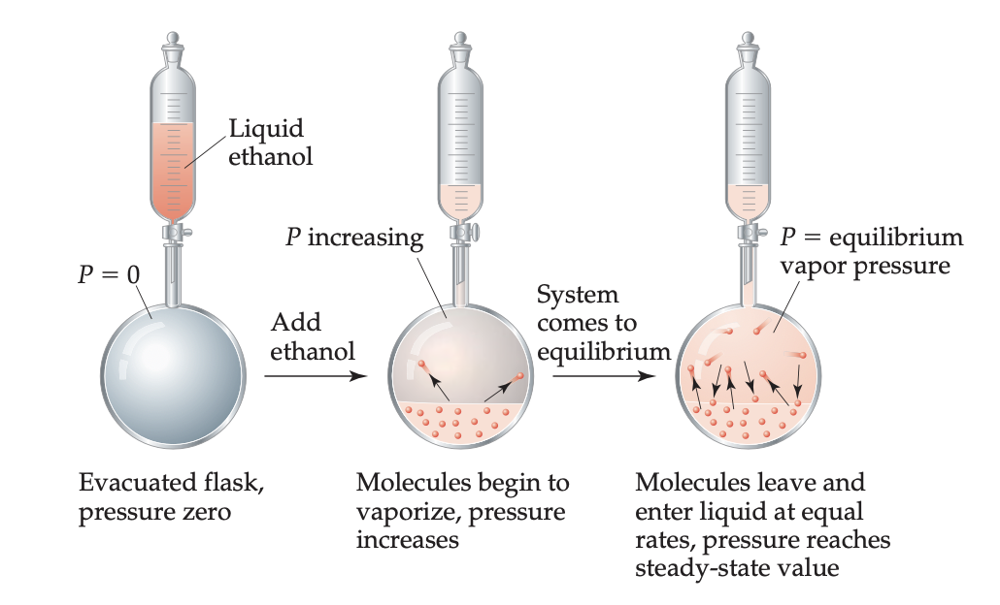 Liquid
ethanol
P = 0
Evacuated flask,
pressure zero
Add
ethanol
P increasing
Molecules begin to
vaporize, pressure
increases
System
comes to
equilibrium
P = equilibrium
vapor pressure
Molecules leave and
enter liquid at equal
rates, pressure reaches
steady-state value